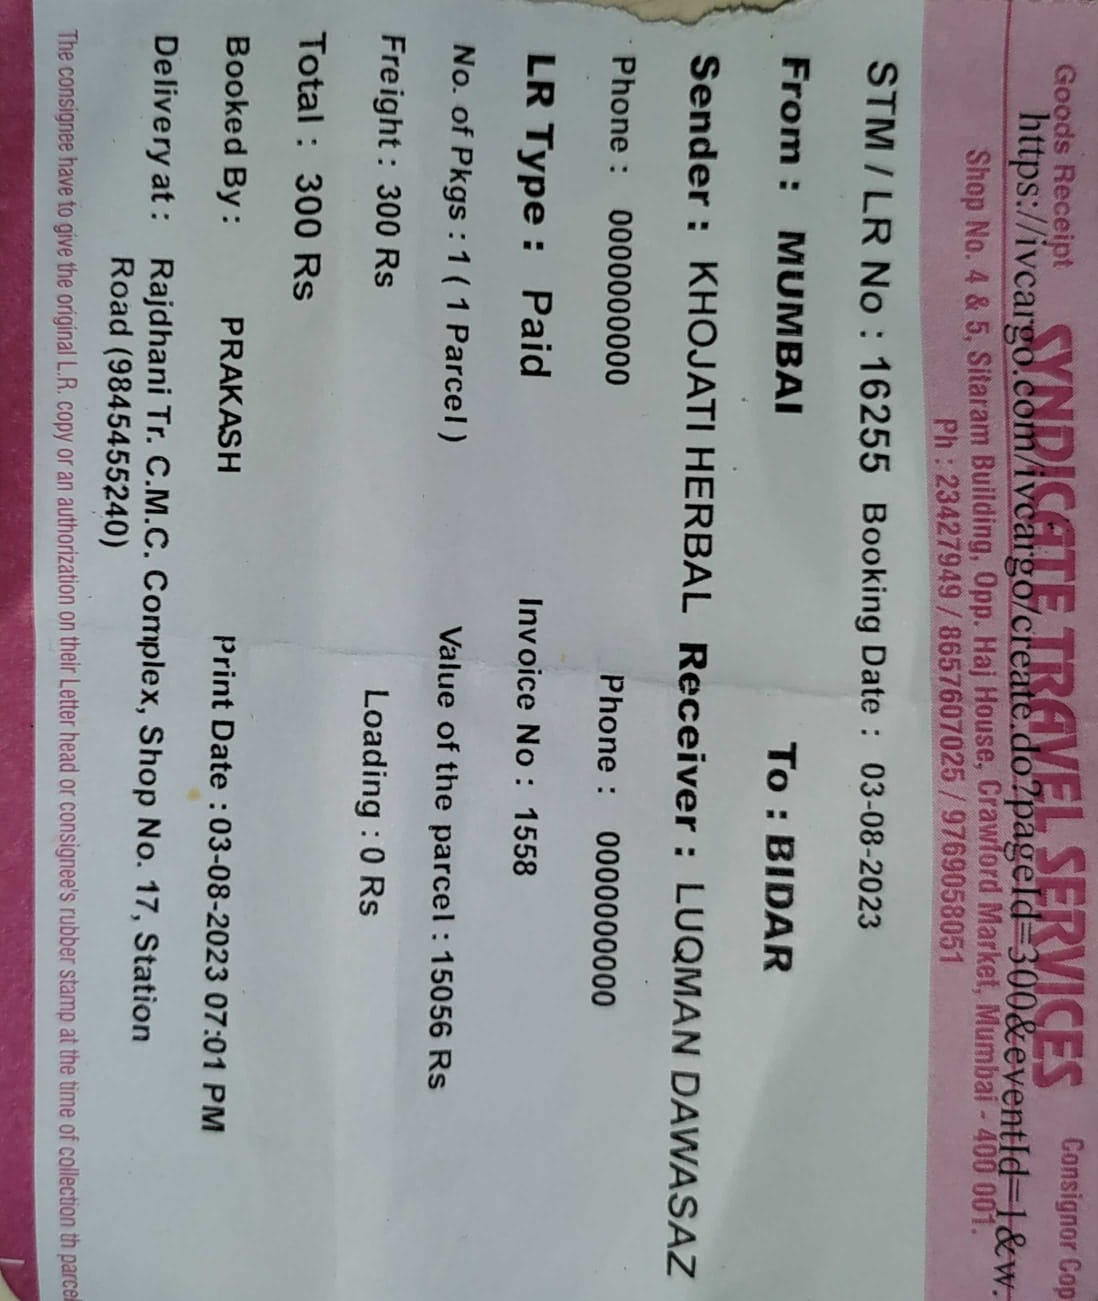 Goods Receipt
SYNDICATE TRAVEL SERVICES
Consignor Cop
https://ivcargo.com/ivcargo/create.do?pageId=300&eventId=1&w.
Shop No. 4 & 5, Sitaram Building, Opp. Haj House, Crawford Market, Mumbai - 400 001.
Ph : 23427949 / 8657607025 / 9769058051
STM / LR No : 16255 Booking Date : 03-08-2023
From : MUMBAI To : BIDAR
Sender : KHOJATI HERBAL Receiver : LUQMAN DAWASAZ
Phone : 0000000000 Phone : 0000000000
LR Type : Paid Invoice No : 1558
No. of Pkgs : 1 ( 1 Parcel ) Value of the parcel : 15056 Rs
Freight : 300 Rs Loading : 0 Rs
Total : 300 Rs
Booked By : PRAKASH Print Date : 03-08-2023 07:01 PM
Delivery at : Rajdhani Tr. C.M.C. Complex, Shop No. 17, Station
Road (9845455240)
The consignee have to give the original L.R. copy or an authorization on their Letter head or consignee's rubber stamp at the time of collection th parcel